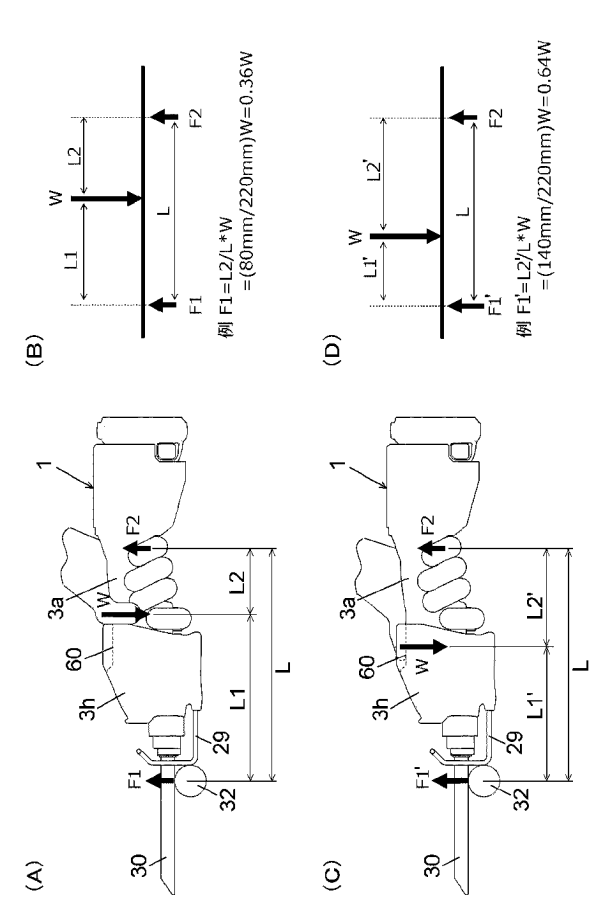 (A)
1
3a
60
3h
W
F1
F2
30
32
29
L1
L2
L
(B)
W
L1
L2
L
F1
F2
例 F1=L2/L*W
=(80mm/220mm)W=0.36W
(C)
1
3a
60
3h
W
F1'
F2
30
32
29
L1'
L2'
L
(D)
W
L1'
L2'
L
F1'
F2
例 F1'=L2'/L*W
=(140mm/220mm)W=0.64W